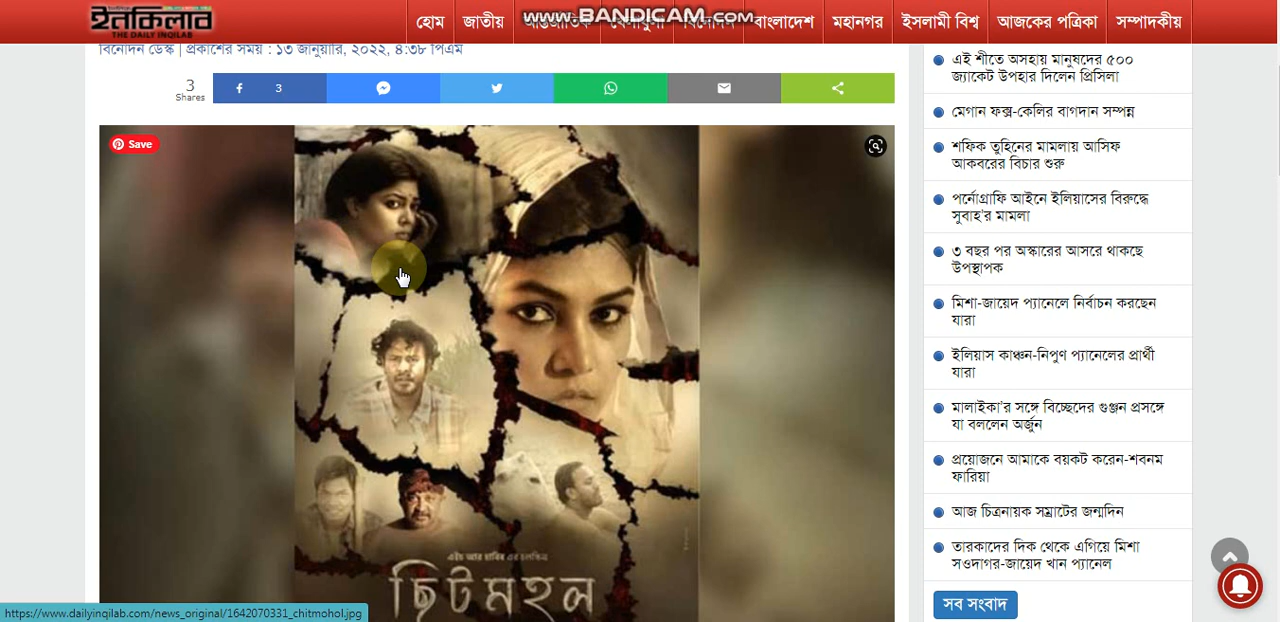 ইনকিলাব
THE DAILY INQILAB
www.BANDICAM.com
হোম
জাতীয়
বাংলাদেশ
মহানগর
ইসলামী বিশ্ব
আজকের পত্রিকা
সম্পাদকীয়
বিনোদন ডেস্ক | প্রকাশের সময় : ১৩ জানুয়ারি, ২০২২, ৪:৩৮ পিএম
3
Shares
3
Save
এইচ আর হাবিব এর চলচ্চিত্র
ছিটমহল
https://www.dailyinqilab.com/news_original/1642070331_chitmohol.jpg
এই শীতে অসহায় মানুষদের ৫০০
জ্যাকেট উপহার দিলেন প্রিসিলা
মেগান ফক্স-কেলির বাগদান সম্পন্ন
শফিক তুহিনের মামলায় আসিফ
আকবরের বিচার শুরু
পর্নোগ্রাফি আইনে ইলিয়াসের বিরুদ্ধে
সুবাহ'র মামলা
৩ বছর পর অস্কারের আসরে থাকছে
উপস্থাপক
মিশা-জায়েদ প্যানেলে নির্বাচন করছেন
যারা
ইলিয়াস কাঞ্চন-নিপুণ প্যানেলের প্রার্থী
যারা
মালাইকা'র সঙ্গে বিচ্ছেদের গুঞ্জন প্রসঙ্গে
যা বললেন অর্জুন
প্রয়োজনে আমাকে বয়কট করেন-শবনম
ফারিয়া
আজ চিত্রনায়ক সম্রাটের জন্মদিন
তারকাদের দিক থেকে এগিয়ে মিশা
সওদাগর-জায়েদ খান প্যানেল
সব সংবাদ